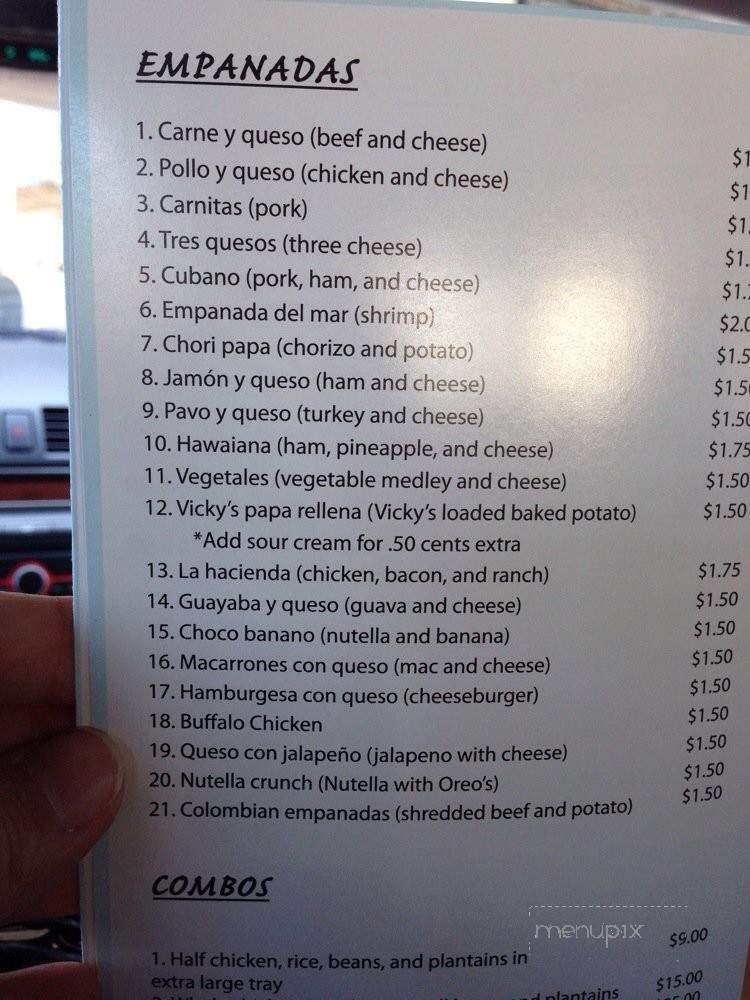 EMPANADAS
1. Carne y queso (beef and cheese)
2. Pollo y queso (chicken and cheese)
3. Carnitas (pork)
4. Tres quesos (three cheese)
5. Cubano (pork, ham, and cheese)
6. Empanada del mar (shrimp) $2.0
7. Chori papa (chorizo and potato) $1.5
8. Jamón y queso (ham and cheese) $1.5
9. Pavo y queso (turkey and cheese) $1.50
10. Hawaiana (ham, pineapple, and cheese) $1.75
11. Vegetales (vegetable medley and cheese) $1.50
12. Vicky's papa rellena (Vicky's loaded baked potato) $1.50
*Add sour cream for .50 cents extra
13. La hacienda (chicken, bacon, and ranch) $1.75
14. Guayaba y queso (guava and cheese) $1.50
15. Choco banano (nutella and banana) $1.50
16. Macarrones con queso (mac and cheese) $1.50
17. Hamburgesa con queso (cheeseburger) $1.50
18. Buffalo Chicken $1.50
19. Queso con jalapeño (jalapeno with cheese) $1.50
20. Nutella crunch (Nutella with Oreo's) $1.50
21. Colombian empanadas (shredded beef and potato) $1.50
COMBOS
menupix
1. Half chicken, rice, beans, and plantains in $9.00
extra large tray
plantains $15.00